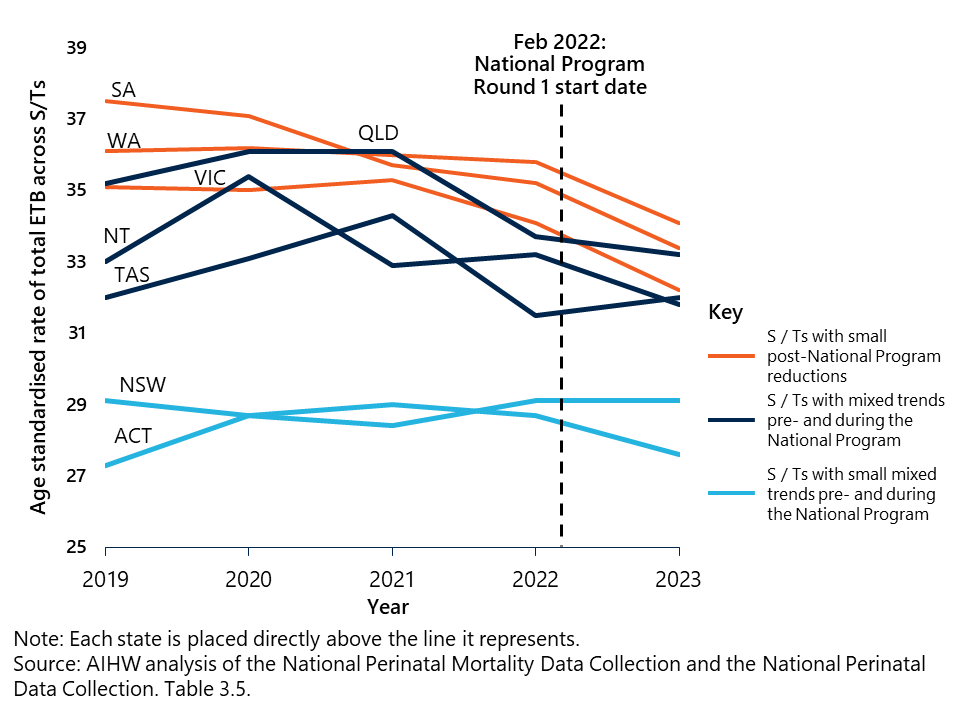 Feb 2022:
National Program
Round 1 start date
Age standardised rate of total ETB across S/Ts
39
37
35
33
31
29
27
25
SA
WA
QLD
VIC
NT
TAS
NSW
ACT
Key
S / Ts with small
post-National Program
reductions
S / Ts with mixed trends
pre- and during the
National Program
S / Ts with small mixed
trends pre- and during
the National Program
2019
2020
2021
2022
2023
Year
Note: Each state is placed directly above the line it represents.
Source: AIHW analysis of the National Perinatal Mortality Data Collection and the National Perinatal
Data Collection. Table 3.5.